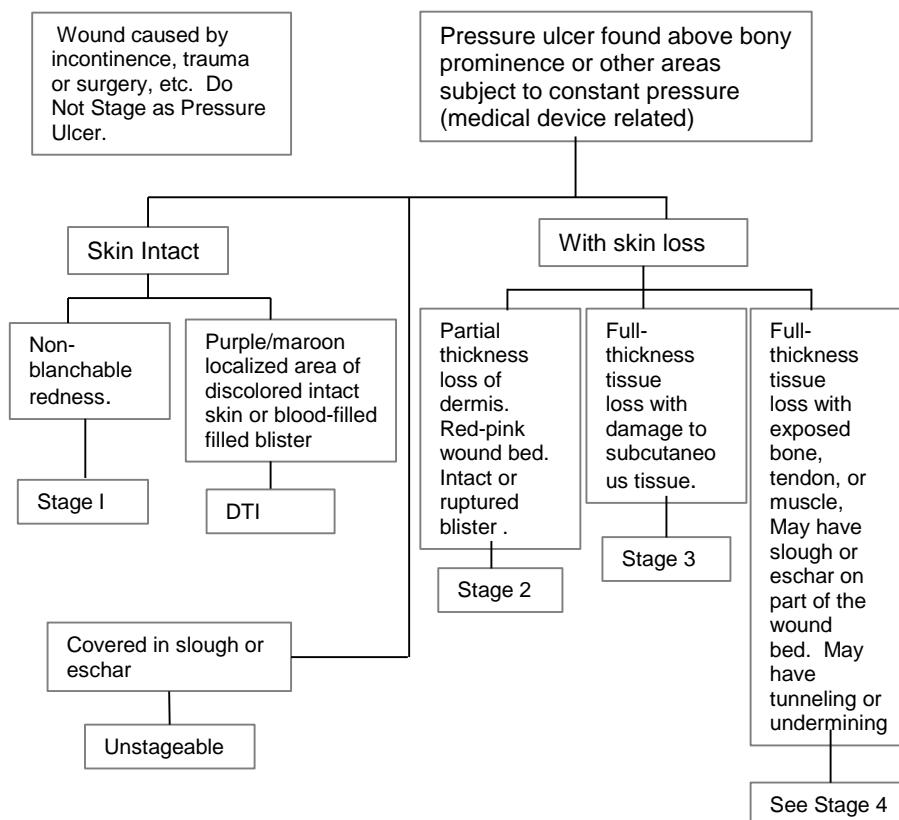 Wound caused by
incontinence, trauma
or surgery, etc.  Do
Not Stage as Pressure
Ulcer.
Pressure ulcer found above bony
prominence or other areas
subject to constant pressure
(medical device related)
Skin Intact
With skin loss
Non-
blanchable
redness.
Purple/maroon
localized area of
discolored intact
skin or blood-filled
filled blister
Partial
thickness
loss of
dermis.
Red-pink
wound bed.
Intact or
ruptured
blister .
Full-
thickness
tissue
loss with
damage to
subcutaneo
us tissue.
Full-
thickness
tissue
loss with
exposed
bone,
tendon, or
muscle,
May have
slough or
eschar on
part of the
wound
bed.  May
have
tunneling or
undermining
Stage I
DTI
Stage 2
Stage 3
Covered in slough or
eschar
Unstageable
See Stage 4